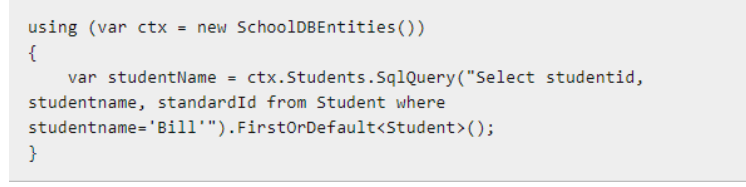 using (var ctx = new SchoolDBEntities())
{
    var studentName = ctx.Students.SqlQuery("Select studentid,
studentname, standardId from Student where
studentname='Bill'").FirstOrDefault<Student>();
}